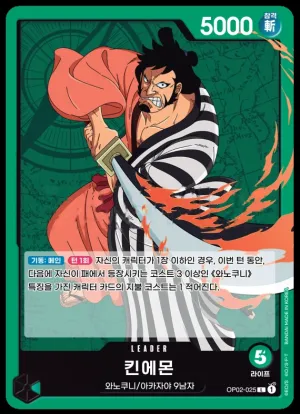 5000
참격
斬
기동: 메인 턴 1회 자신의 캐릭터가 1장 이하인 경우, 이번 턴 동안,
다음에 자신이 패에서 등장시키는 코스트 3 이상인 《와노쿠니》
특징을 가진 캐릭터 카드의 지불 코스트는 1 적어진다.
LEADER
킨에몬
와노쿠니/아카자야 9남자
5
라이프
OP02-025 L 1